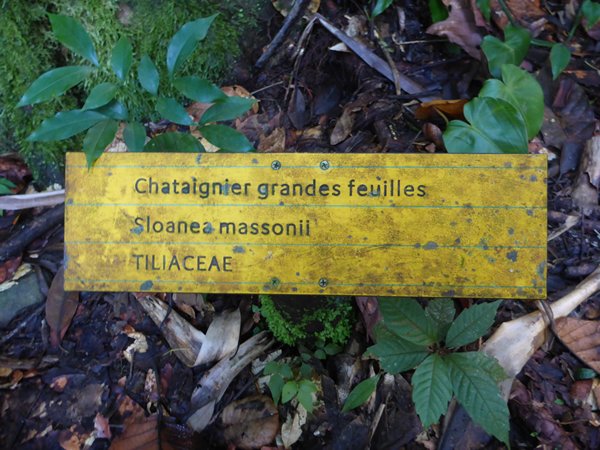 Chataignier grandes feuilles
Sloanea massonii
TILIACEAE